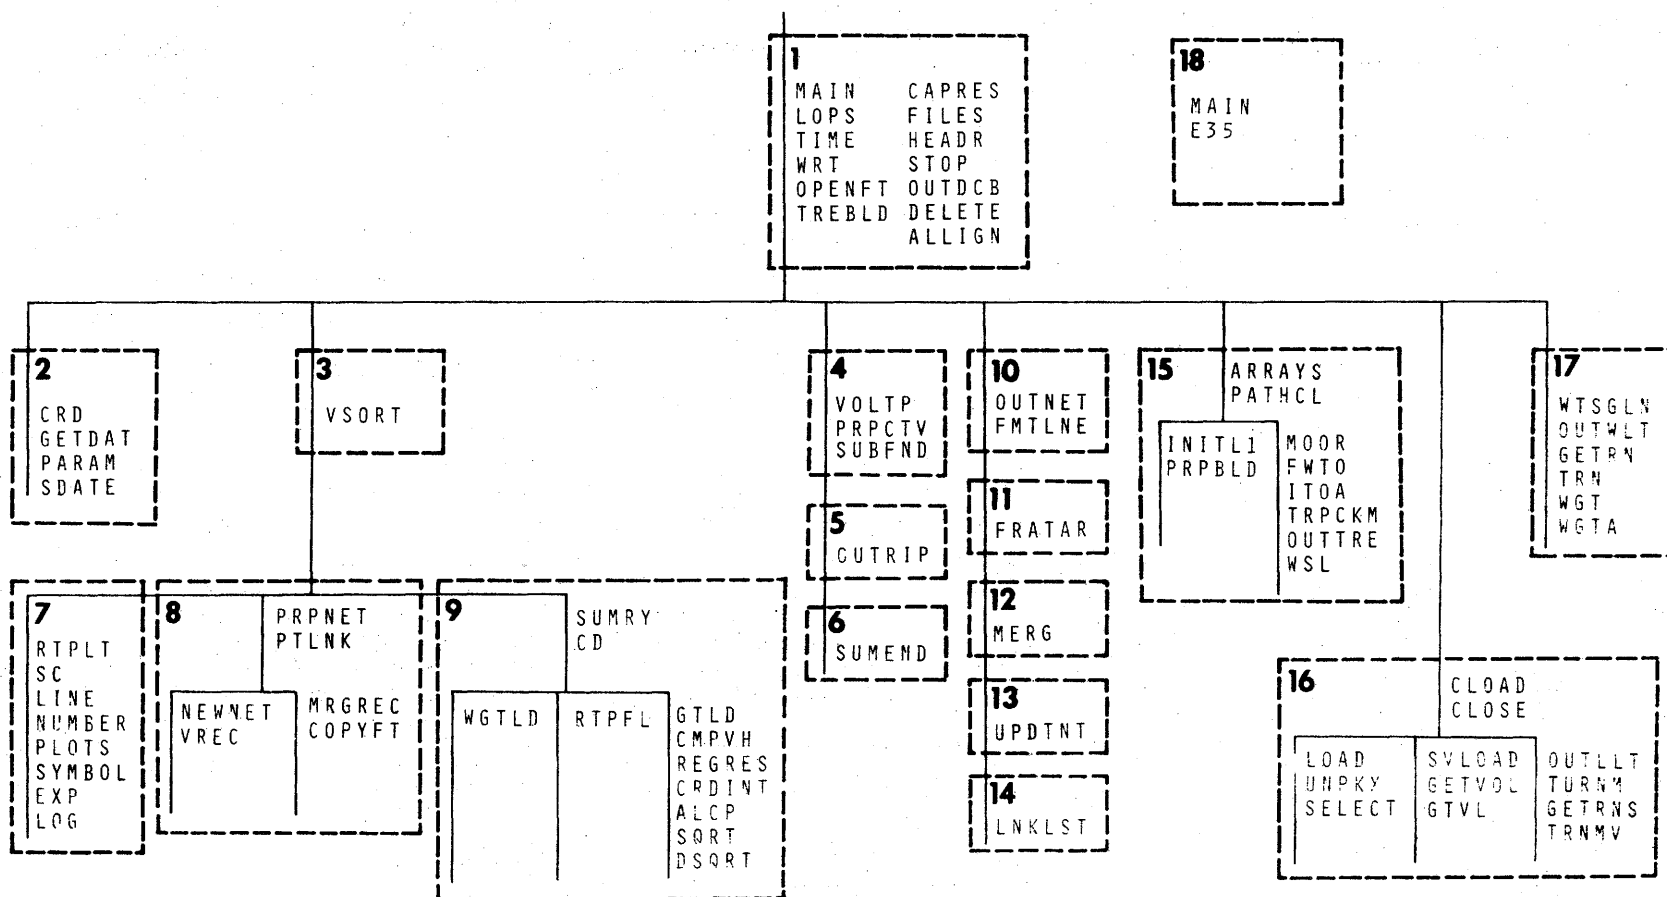 1
MAIN CAPRES
LOPS FILES
TIME HEADR
WRT STOP
OPENFT OUTDCB
TREBLD DELETE
ALLIGN
18
MAIN
E35
2
CRD
GETDAT
PARAM
SDATE
3
VSORT
4
VOLTP
PRPCTV
SUBFND
5
OUTRIP
6
SUMEND
7
RTPLT
SC
LINE
NUMBER
PLOTS
SYMBOL
EXP
LOG
8
PRPNET
PTLNK
NEWNET
VREC
MRGREC
COPYFT
9
SUMRY
CD
WGTLD
RTPFL
GTLD
CMPVH
REGRES
CRDINT
ALCP
SQRT
DSQRT
10
OUTNET
FMTLNE
11
FRATAR
12
MERG
13
UPDTNT
14
LNKLST
15
ARRAYS
PATHCL
INITL1
PRPBLD
MOOR
FWTO
ITOA
TRPCKM
OUTTRE
WSL
16
CLOAD
CLOSE
LOAD
UNPKY
SELECT
SVLOAD
GETVOL
GTVL
OUTLLT
TURNM
GETRNS
TRNMV
17
WTSGLN
OUTWLT
GETRN
TRN
WGT
WGTA